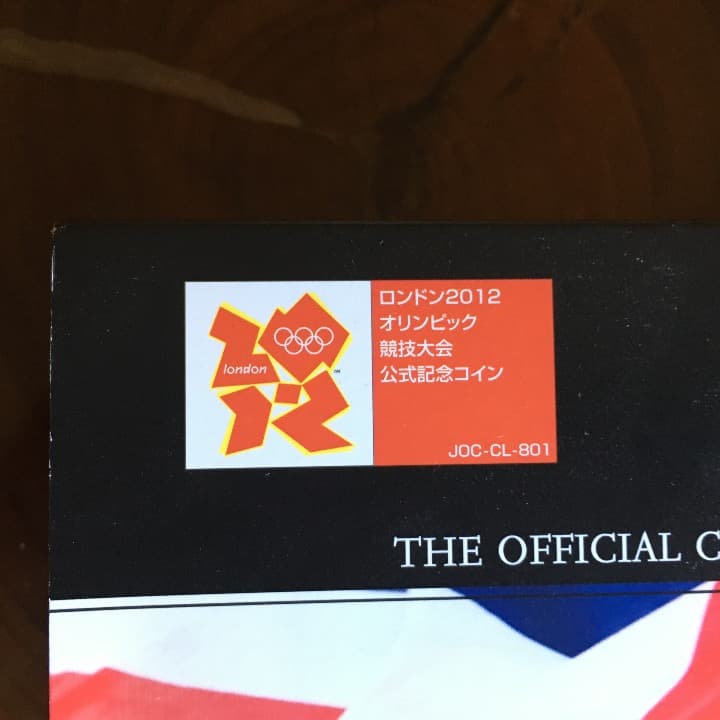 london
TM
ロンドン2012
オリンピック
競技大会
公式記念コイン
JOC-CL-801
THE OFFICIAL C